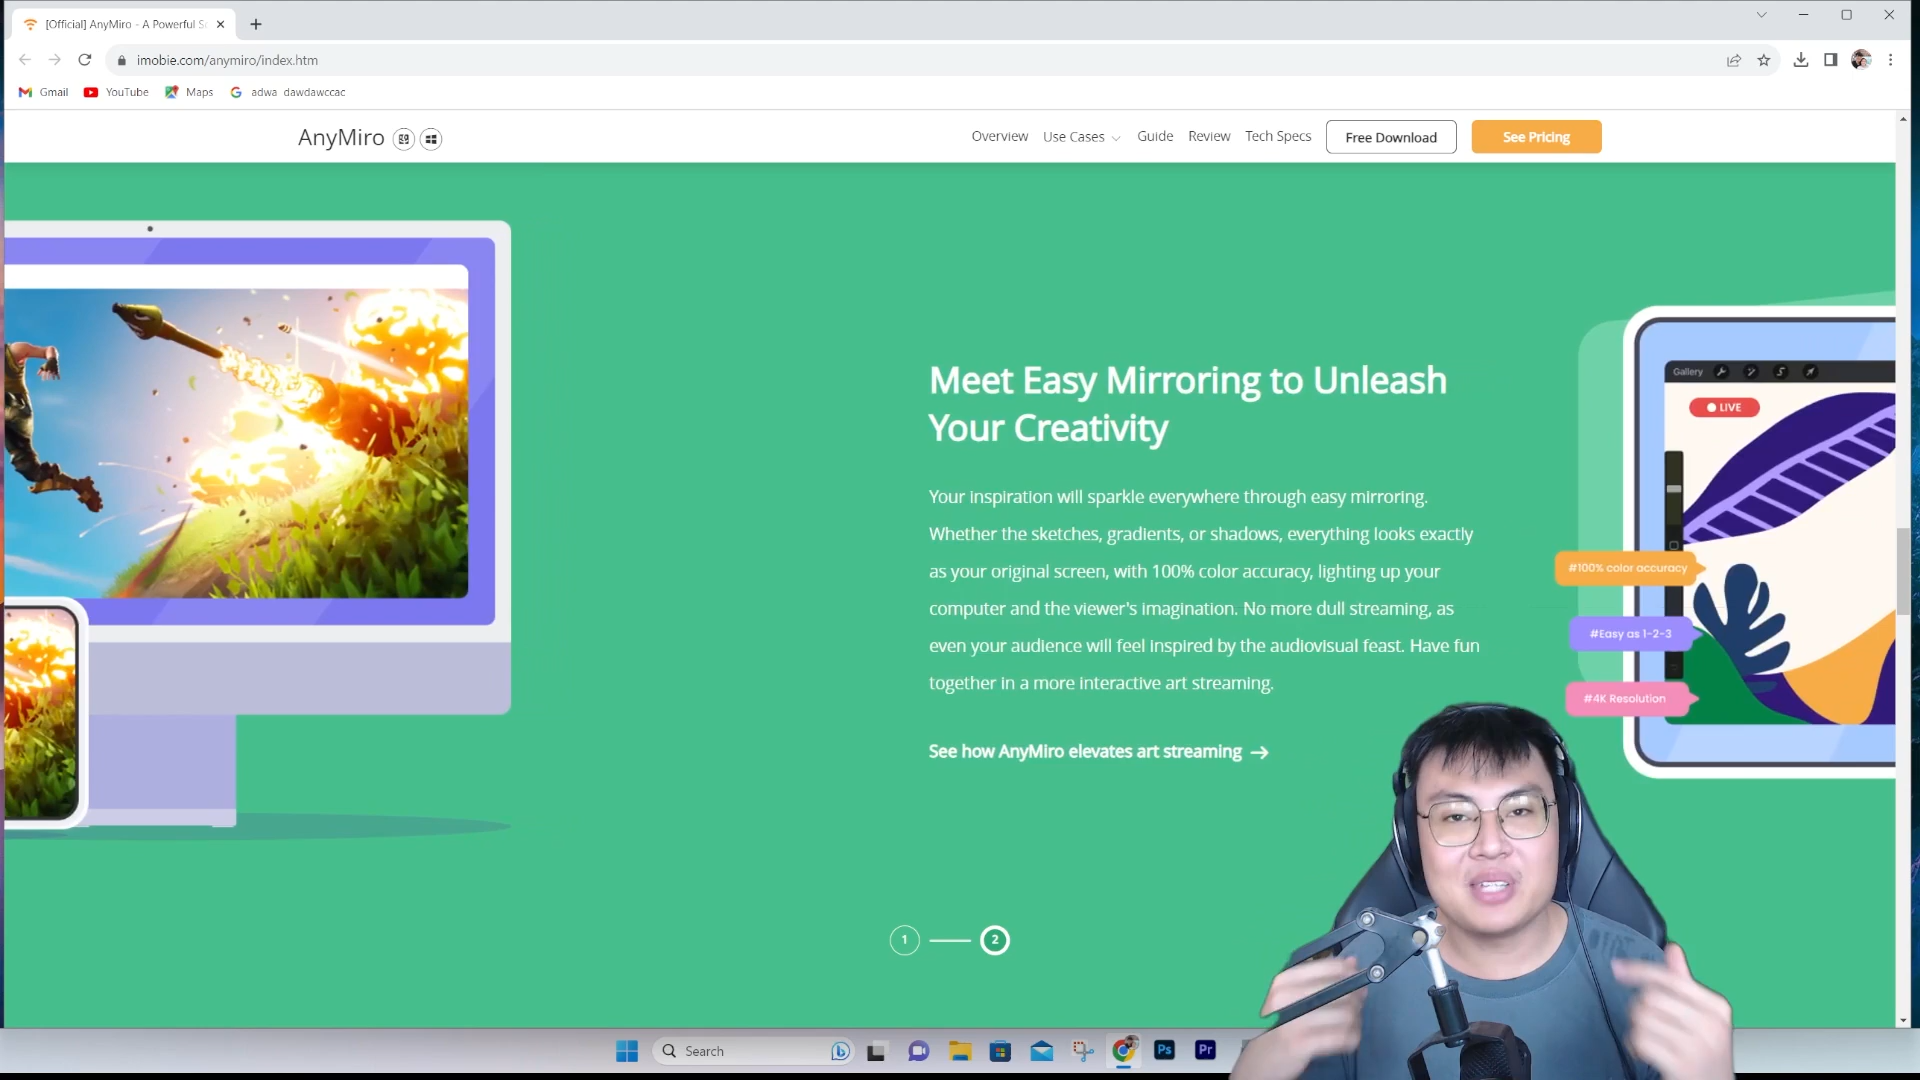 [Official] AnyMiro - A Powerful S
imobie.com/anymiro/index.htm
Gmail
YouTube
Maps
adwa dawdawccac
AnyMiro
Overview
Use Cases
Guide
Review
Tech Specs
Free Download
See Pricing
Meet Easy Mirroring to Unleash
Your Creativity
Your inspiration will sparkle everywhere through easy mirroring.
Whether the sketches, gradients, or shadows, everything looks exactly
as your original screen, with 100% color accuracy, lighting up your
computer and the viewer's imagination. No more dull streaming, as
even your audience will feel inspired by the audiovisual feast. Have fun
together in a more interactive art streaming.
See how AnyMiro elevates art streaming →
Gallery
LIVE
#100% color accuracy
#Easy as 1-2-3
#4K Resolution
1
2
Search
Ps
Pr